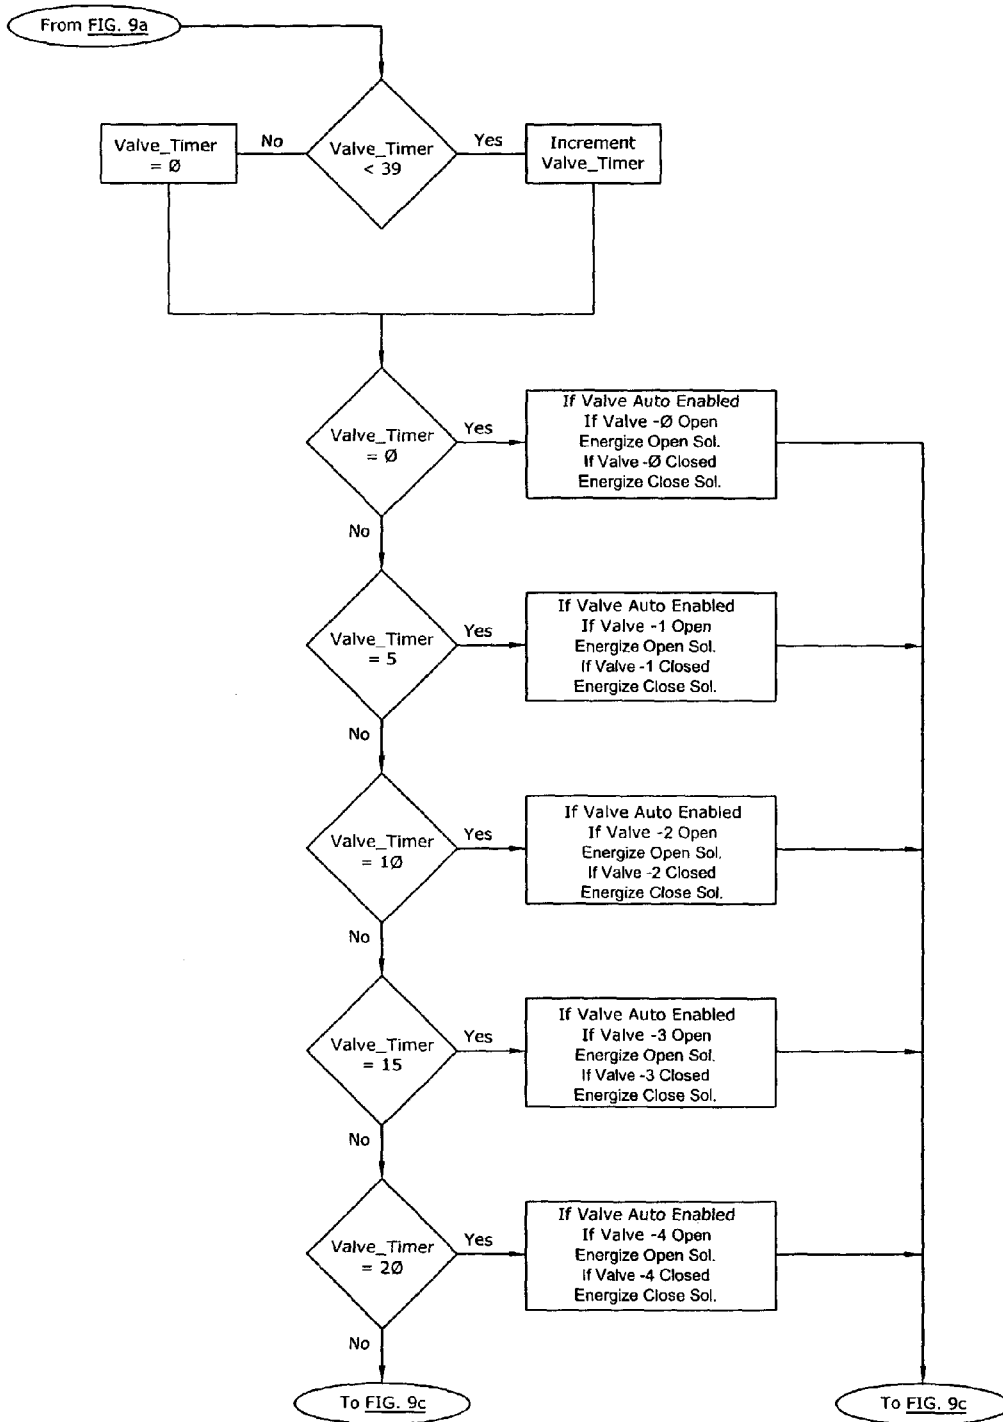 From FIG. 9a
Valve_Timer
= Ø
No
Valve_Timer
< 39
Yes
Increment
Valve_Timer
Valve_Timer
= Ø
Yes
If Valve Auto Enabled
If Valve -Ø Open
Energize Open Sol.
If Valve -Ø Closed
Energize Close Sol.
No
Valve_Timer
= 5
Yes
If Valve Auto Enabled
If Valve -1 Open
Energize Open Sol.
If Valve -1 Closed
Energize Close Sol.
No
Valve_Timer
= 1Ø
Yes
If Valve Auto Enabled
If Valve -2 Open
Energize Open Sol.
If Valve -2 Closed
Energize Close Sol.
No
Valve_Timer
= 15
Yes
If Valve Auto Enabled
If Valve -3 Open
Energize Open Sol.
If Valve -3 Closed
Energize Close Sol.
No
Valve_Timer
= 2Ø
Yes
If Valve Auto Enabled
If Valve -4 Open
Energize Open Sol.
If Valve -4 Closed
Energize Close Sol.
No
To FIG. 9c
To FIG. 9c